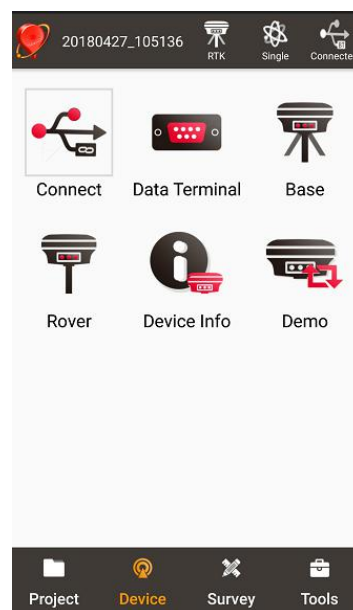 20180427_105136
RTK
Single
Connecte
Connect
Data Terminal
Base
Rover
Device Info
Demo
Project
Device
Survey
Tools